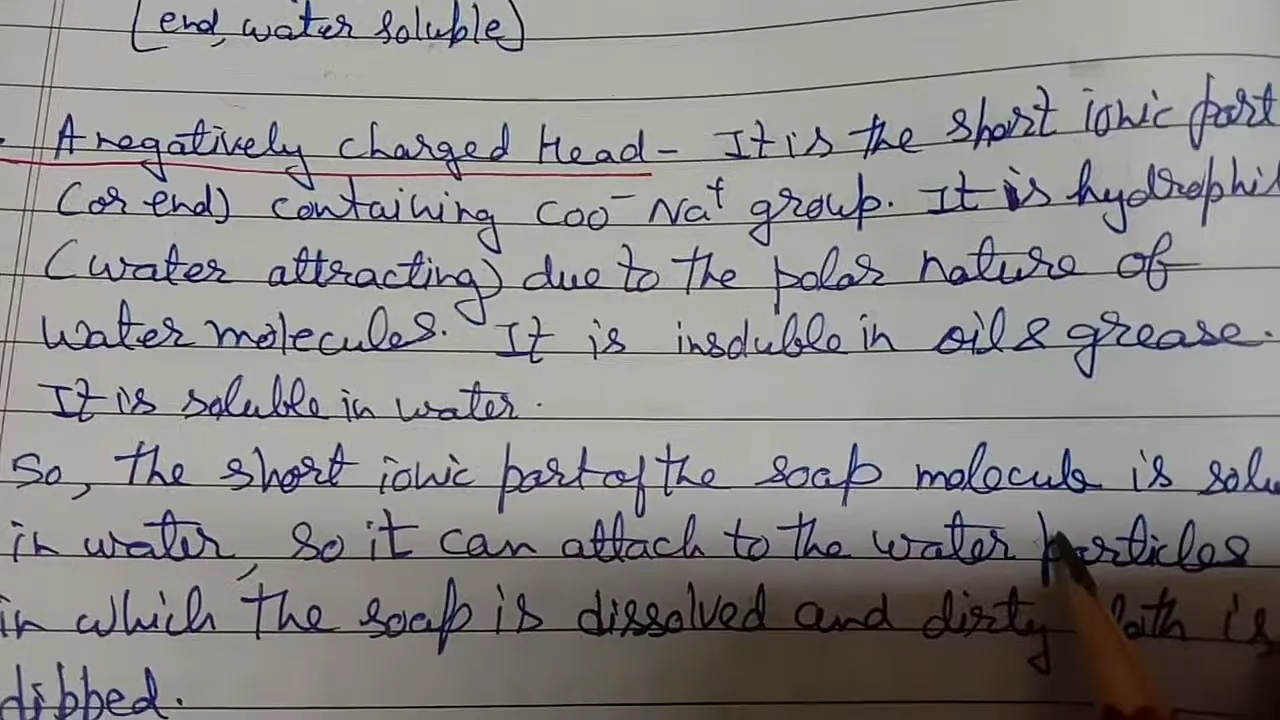 (end, water soluble)
A negatively charged Head - It is the short ionic part
(or end) containing COO⁻ Na⁺ group. It is hydrophil
(water attracting) due to the polar nature of
water molecules. It is insoluble in oil & grease.
It is soluble in water.
So, the short ionic part of the soap molecule is solu
in water, so it can attach to the water particles
in which the soap is dissolved and dirty is
dibbed.